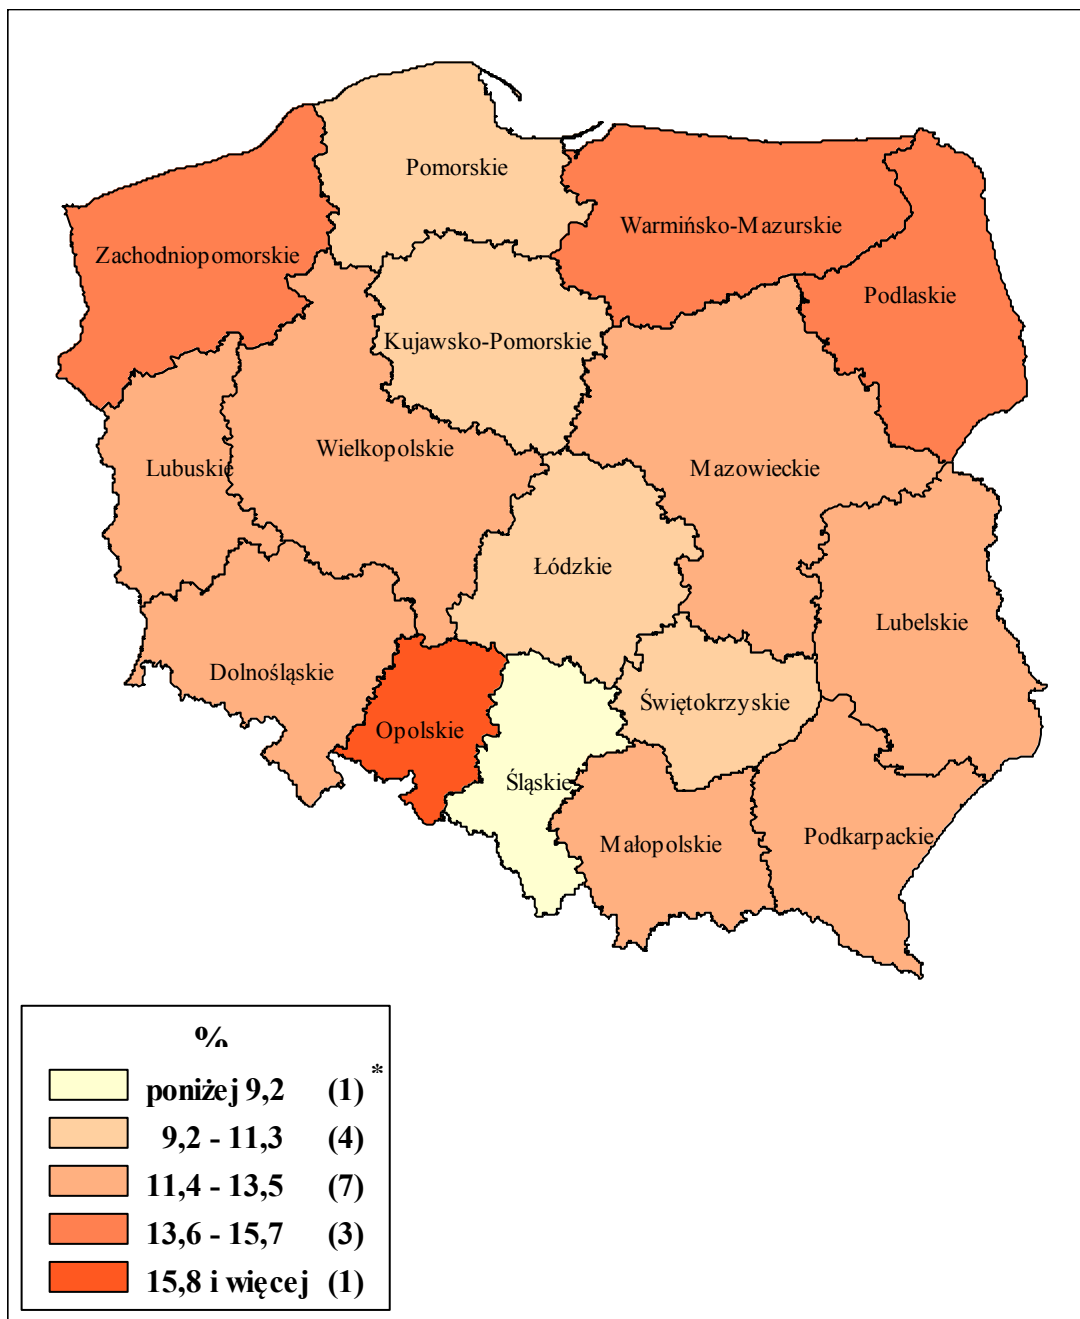 Pomorskie
Warmińsko-Mazurskie
Zachodniopomorskie
Podlaskie
Kujawsko-Pomorskie
Wielkopolskie
Lubuskie
Mazowieckie
Łódzkie
Lubelskie
Dolnośląskie
Świętokrzyskie
Opolskie
Śląskie
Podkarpackie
Małopolskie
%
poniżej 9,2 (1) *
9,2 - 11,3 (4)
11,4 - 13,5 (7)
13,6 - 15,7 (3)
15,8 i więcej (1)